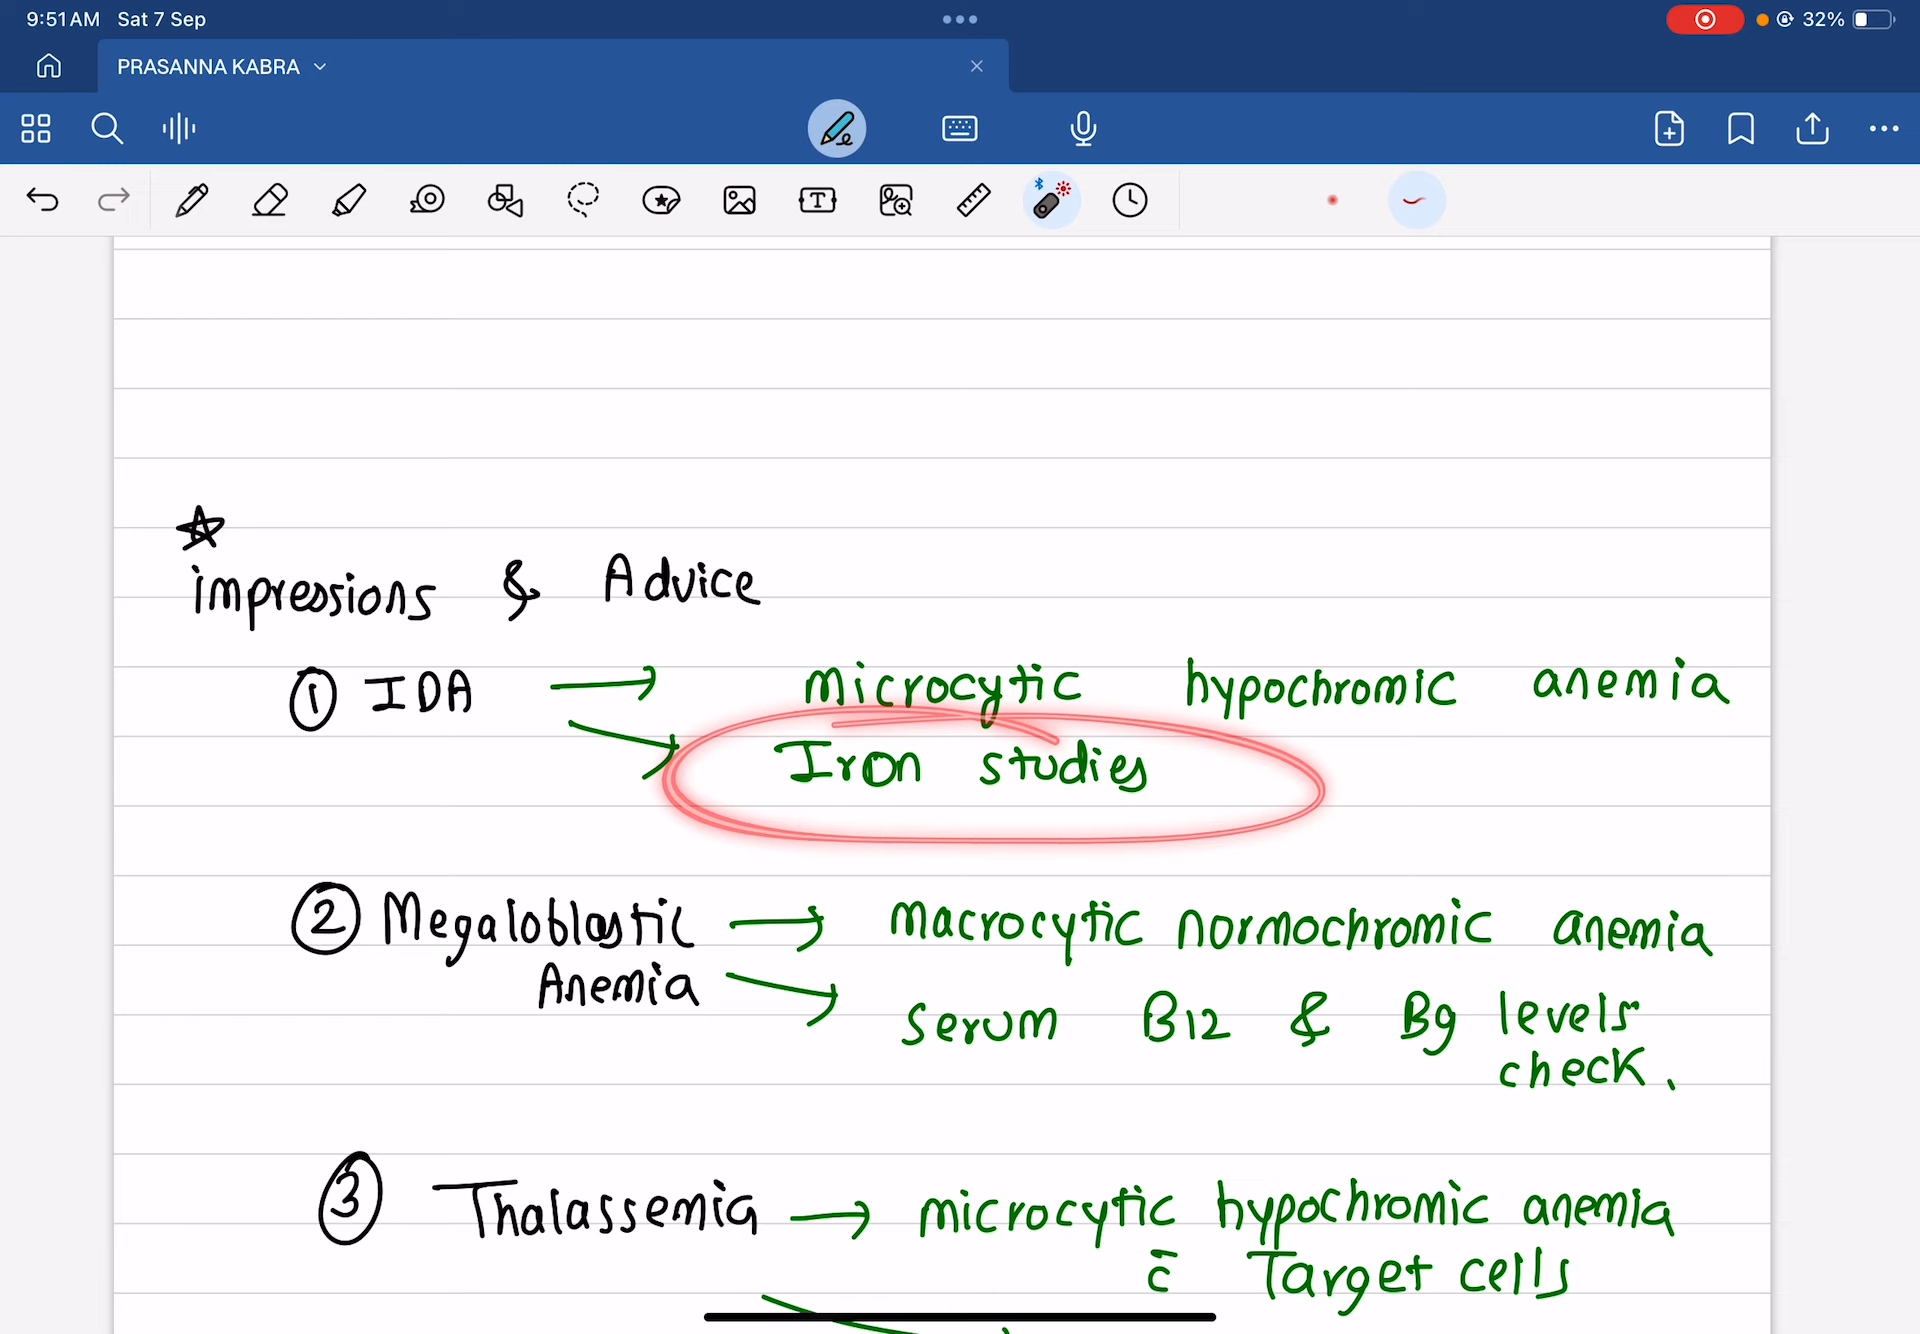 9:51 AM Sat 7 Sep
32%
PRASANNA KABRA
impressions & Advice
① IDA → microcytic hypochromic anemia
→ Iron studies
② Megaloblastic → Macrocytic normochromic anemia
Anemia → Serum B12 & B9 levels
check.
③ Thalassemia → microcytic hypochromic anemia
c̄ Target cells